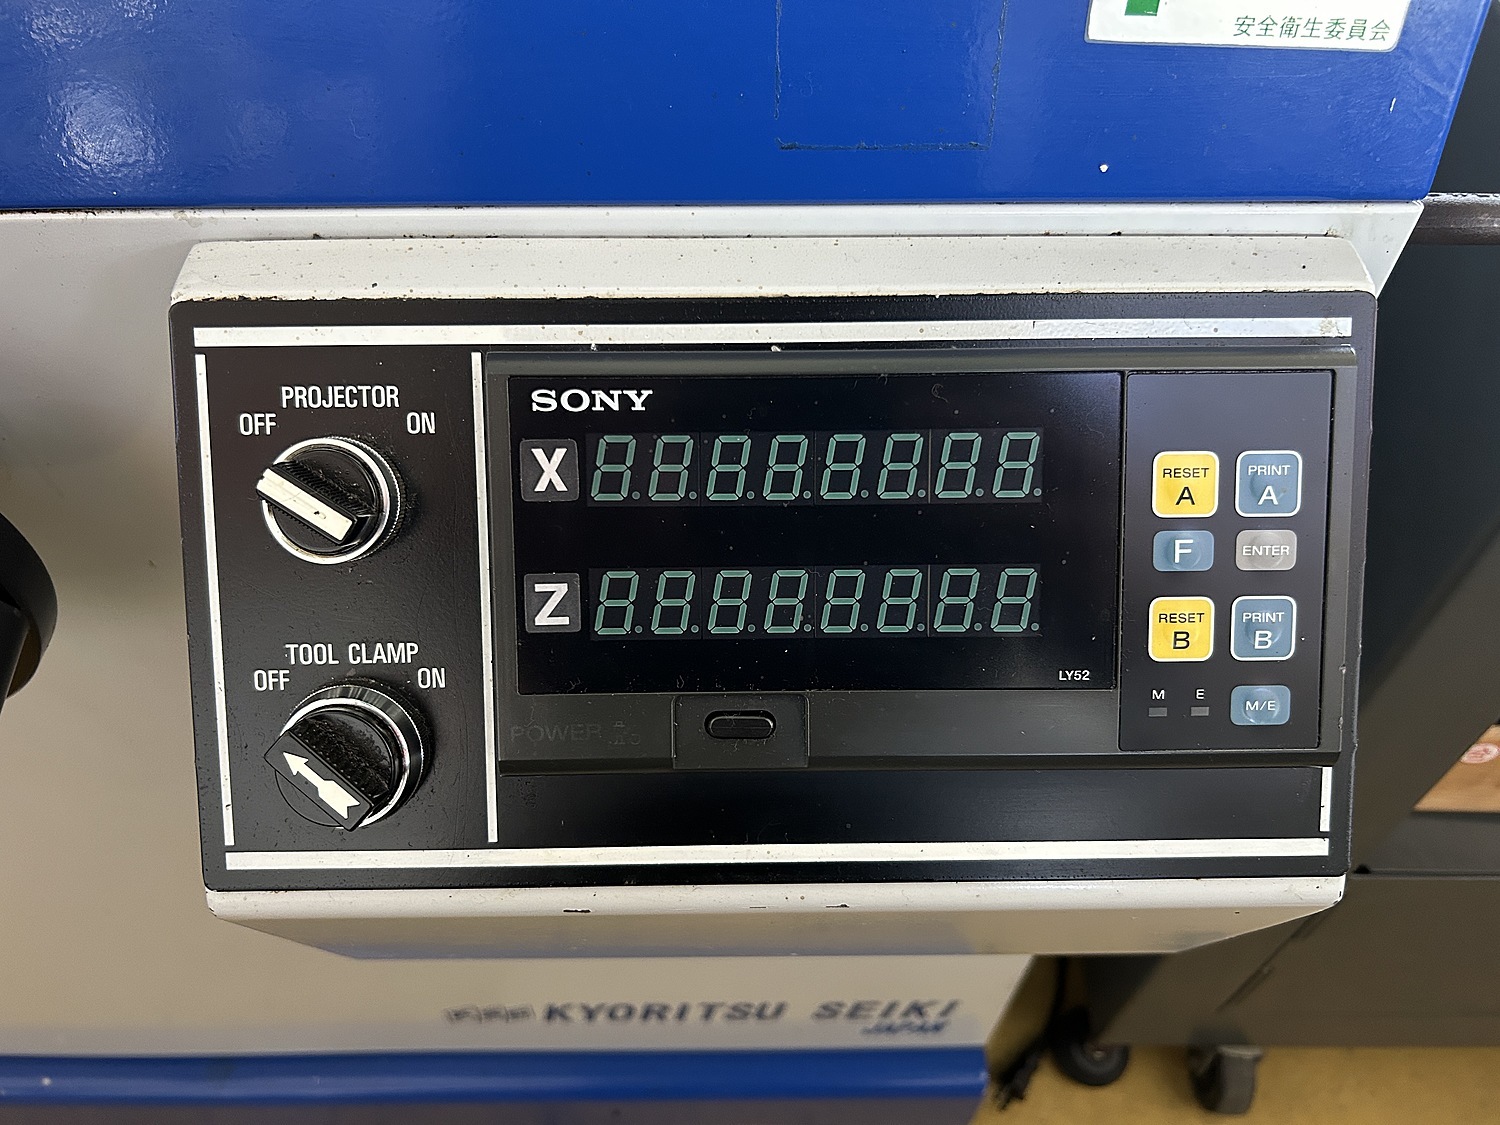 安全衛生委員会
PROJECTOR
OFF ON
SONY
X
RESET A
PRINT A
F
ENTER
Z
RESET B
PRINT B
TOOL CLAMP
OFF ON
LY52
M E
M/E
POWER
KYORITSU SEIKI
JAPAN